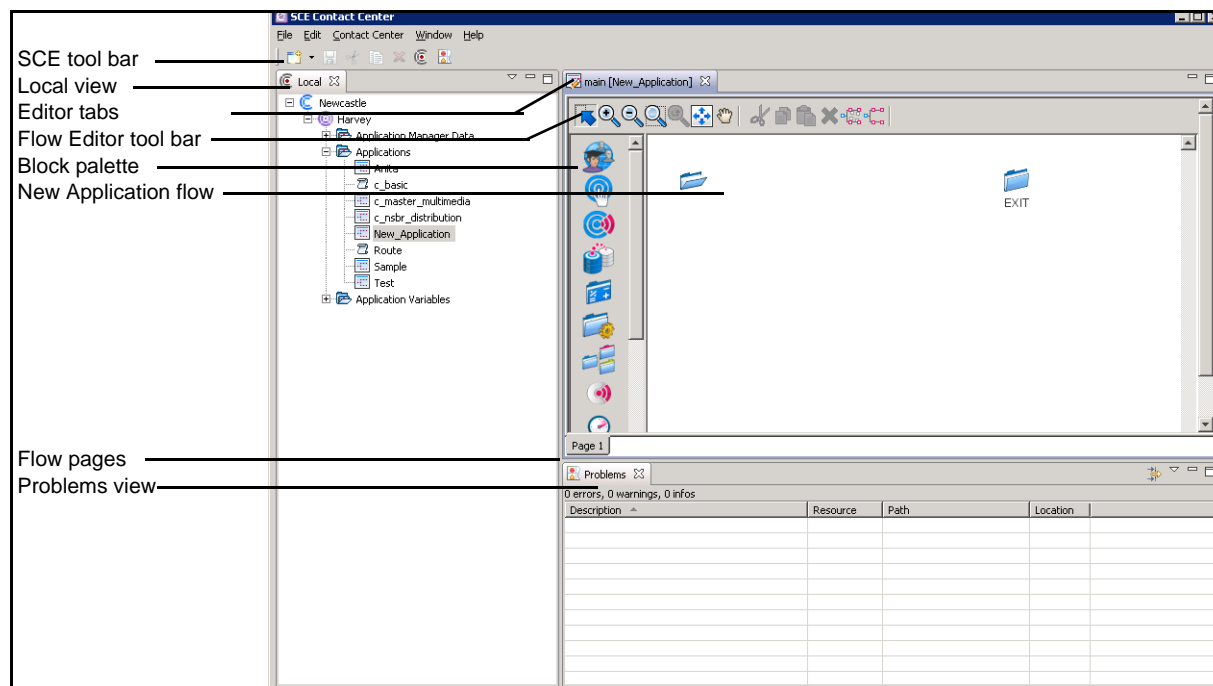 SCE Contact Center
File Edit Contact Center Window Help
SCE tool bar
Local view
Editor tabs
Flow Editor tool bar
Block palette
New Application flow
Flow pages
Problems view
Local
Newcastle
Harvey
Application Manager Data
Applications
Anita
c_basic
c_master_multimedia
c_nsbr_distribution
New_Application
Route
Sample
Test
Application Variables
main [New_Application]
EXIT
Page 1
Problems
0 errors, 0 warnings, 0 infos
Description Resource Path Location